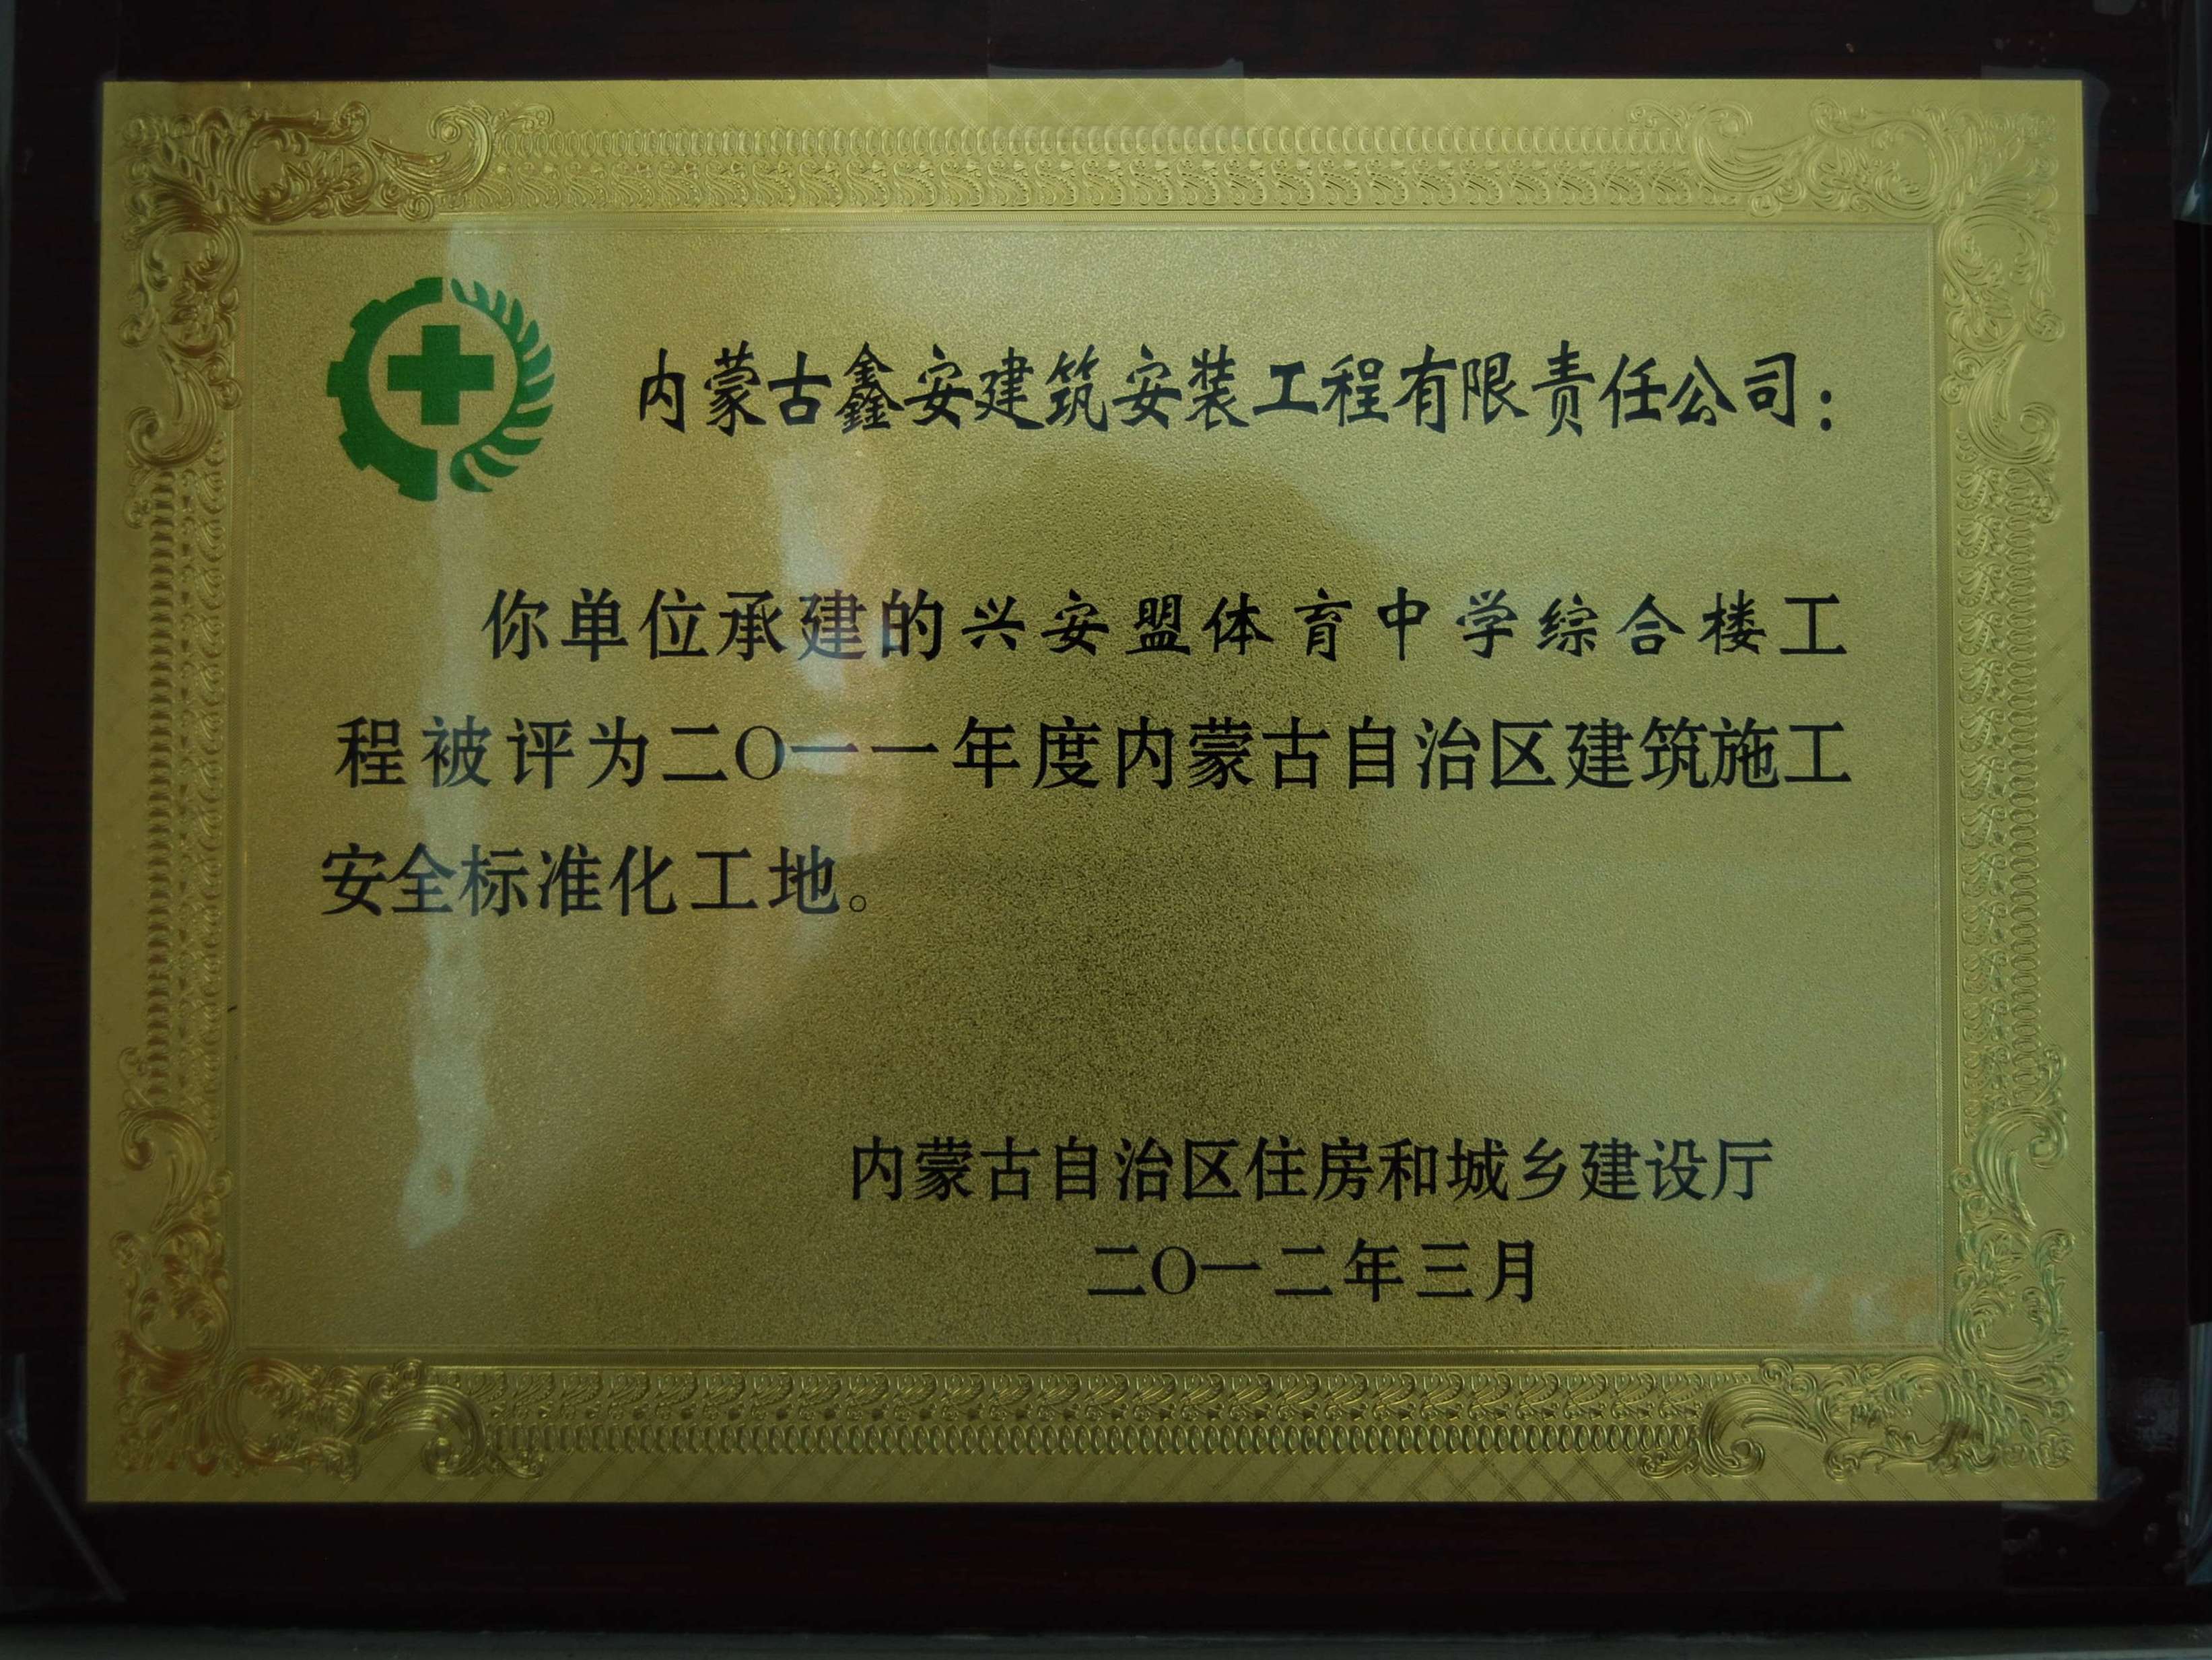 内蒙古鑫安建筑安装工程有限责任公司：
你单位承建的兴安盟体育中学综合楼工
程被评为二〇一一年度内蒙古自治区建筑施工
安全标准化工地。
内蒙古自治区住房和城乡建设厅
二〇一二年三月